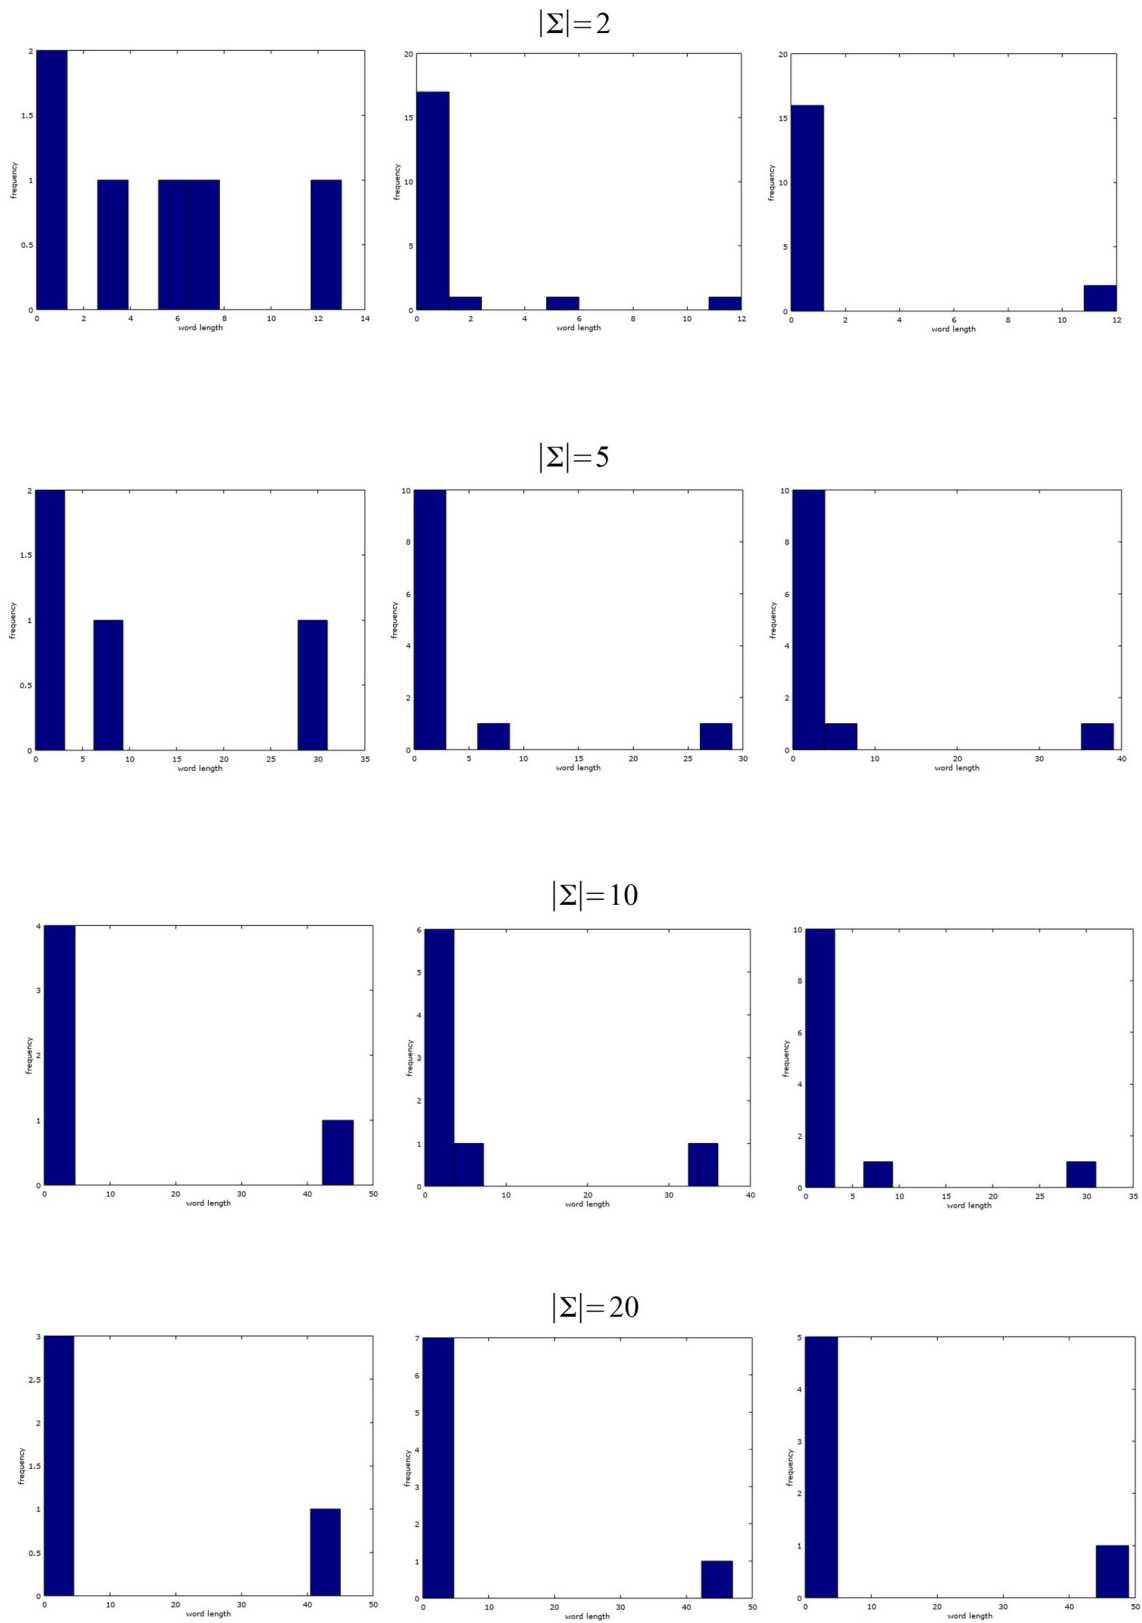 |Σ|=2
2
1.5
1
0.5
0
frequency
0 2 4 6 8 10 12 14
word length
20
15
10
5
0
frequency
0 2 4 6 8 10 12
word length
20
15
10
5
0
frequency
0 2 4 6 8 10 12
word length
|Σ|=5
2
1.5
1
0.5
0
frequency
0 5 10 15 20 25 30 35
word length
10
8
6
4
2
0
frequency
0 5 10 15 20 25 30
word length
10
8
6
4
2
0
frequency
0 10 20 30 40
word length
|Σ|=10
4
3
2
1
0
frequency
0 10 20 30 40 50
word length
6
5
4
3
2
1
0
frequency
0 10 20 30 40
word length
10
8
6
4
2
0
frequency
0 5 10 15 20 25 30 35
word length
|Σ|=20
3
2.5
2
1.5
1
0.5
0
frequency
0 10 20 30 40 50
word length
7
6
5
4
3
2
1
0
frequency
0 10 20 30 40 50
word length
5
4
3
2
1
0
frequency
0 10 20 30 40 50
word length